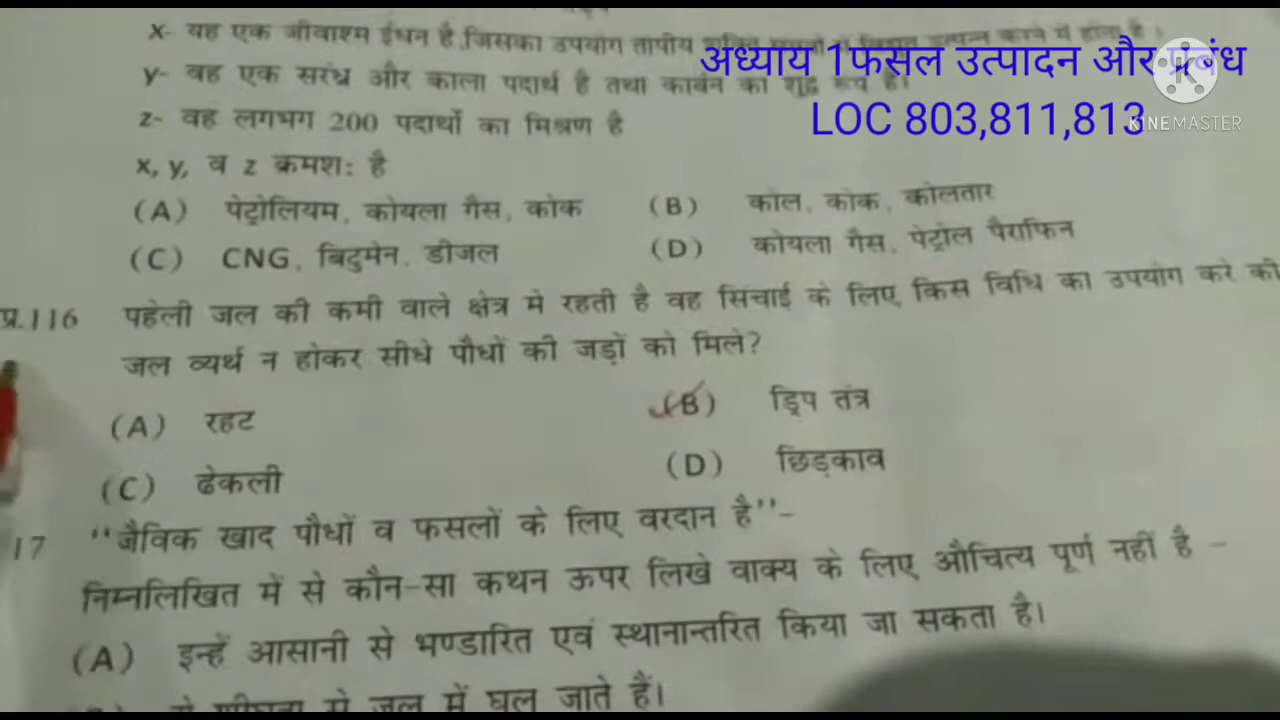 x- यह एक जीवाश्म ईंधन है,जिसका उपयोग तापीय
अध्याय 1फसल उत्पादन और प्रबंध
y- वह एक सरंध्र और काला पदार्थ है तथा कार्बन का शुद्ध रूप है।
LOC 803,811,813
KINEMASTER
z- वह लगभग 200 पदार्थों का मिश्रण है
x, y, व z क्रमशः है
(A) पेट्रोलियम, कोयला गैस, कोक (B) कोल, कोक, कोलतार
(C) CNG, बिटुमेन, डीजल (D) कोयला गैस, पेट्रोल पैराफिन
प्र.116 पहेली जल की कमी वाले क्षेत्र मे रहती है वह सिंचाई के लिए किस विधि का उपयोग करे की
जल व्यर्थ न होकर सीधे पौधों की जड़ों को मिले?
(A) रहट (B) ड्रिप तंत्र
(C) ढेकली (D) छिड़काव
17 "जैविक खाद पौधों व फसलों के लिए वरदान है"-
निम्नलिखित में से कौन-सा कथन ऊपर लिखे वाक्य के लिए औचित्य पूर्ण नहीं है -
(A) इन्हें आसानी से भण्डारित एवं स्थानान्तरित किया जा सकता है।
से जल में घुल जाते हैं।